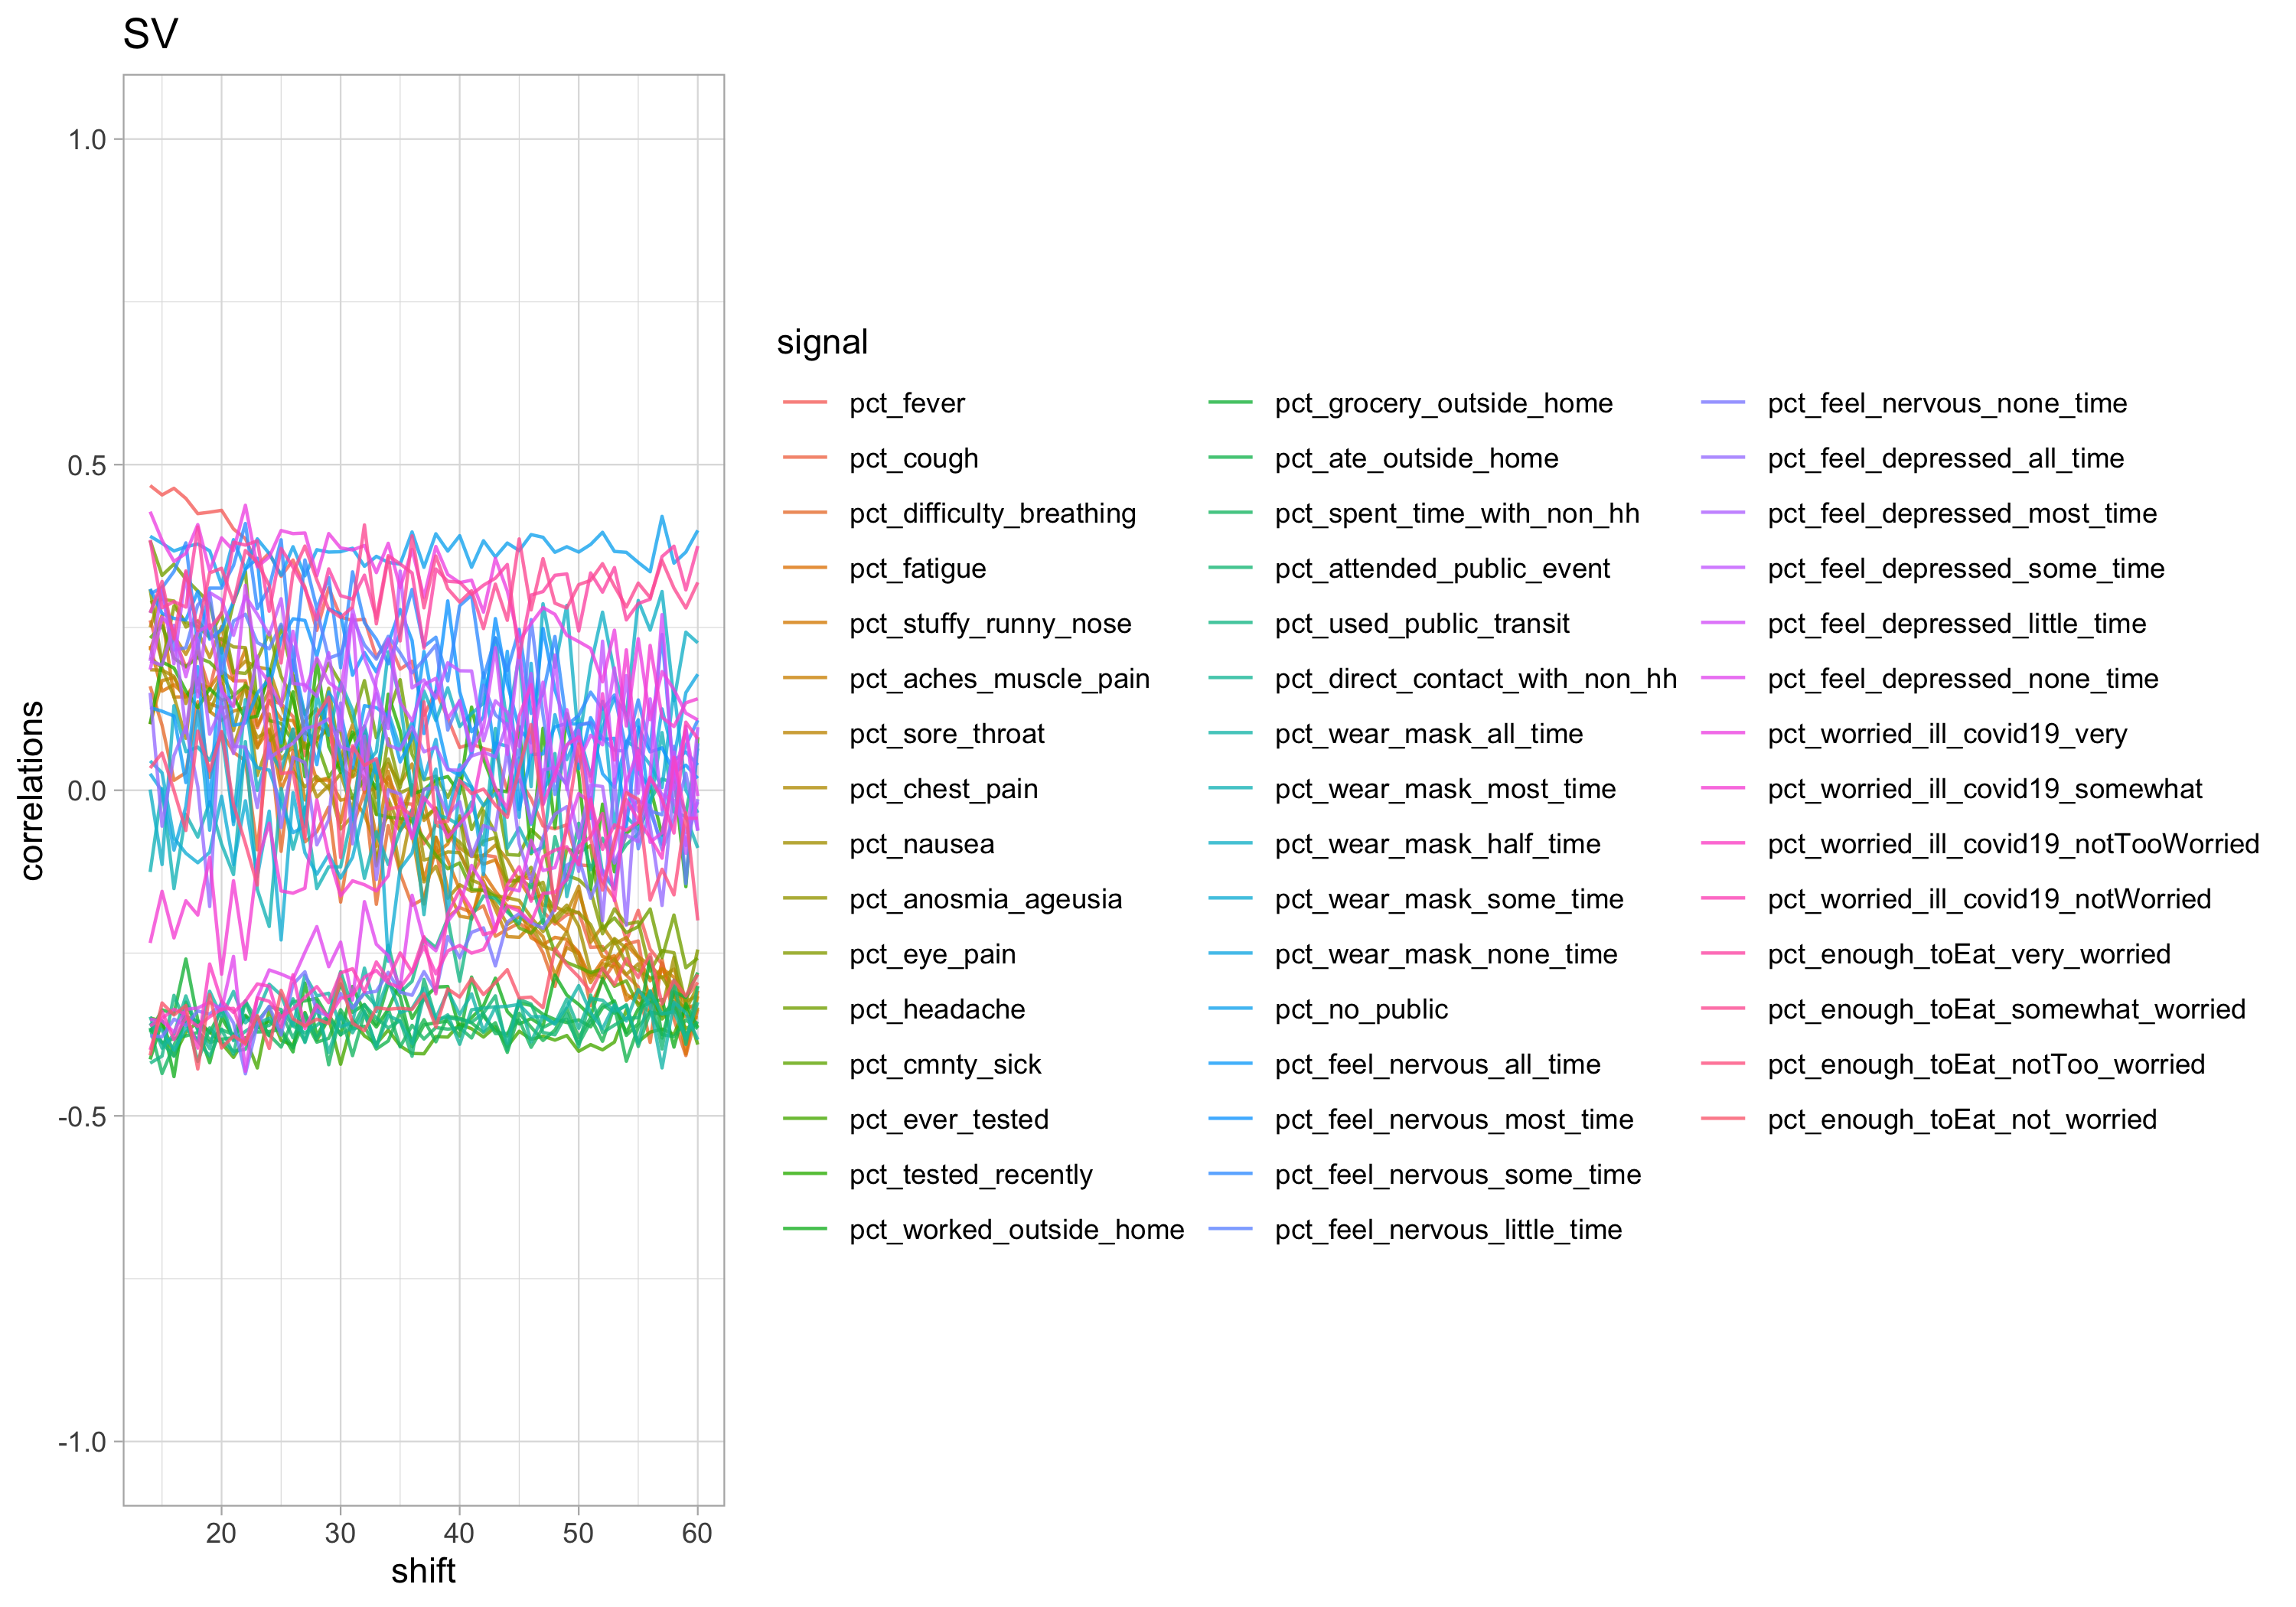 SV
1.0
0.5
0.0
-0.5
-1.0
correlations
20 30 40 50 60
shift
signal
pct_fever
pct_cough
pct_difficulty_breathing
pct_fatigue
pct_stuffy_runny_nose
pct_aches_muscle_pain
pct_sore_throat
pct_chest_pain
pct_nausea
pct_anosmia_ageusia
pct_eye_pain
pct_headache
pct_cmnty_sick
pct_ever_tested
pct_tested_recently
pct_worked_outside_home
pct_grocery_outside_home
pct_ate_outside_home
pct_spent_time_with_non_hh
pct_attended_public_event
pct_used_public_transit
pct_direct_contact_with_non_hh
pct_wear_mask_all_time
pct_wear_mask_most_time
pct_wear_mask_half_time
pct_wear_mask_some_time
pct_wear_mask_none_time
pct_no_public
pct_feel_nervous_all_time
pct_feel_nervous_most_time
pct_feel_nervous_some_time
pct_feel_nervous_little_time
pct_feel_nervous_none_time
pct_feel_depressed_all_time
pct_feel_depressed_most_time
pct_feel_depressed_some_time
pct_feel_depressed_little_time
pct_feel_depressed_none_time
pct_worried_ill_covid19_very
pct_worried_ill_covid19_somewhat
pct_worried_ill_covid19_notTooWorried
pct_worried_ill_covid19_notWorried
pct_enough_toEat_very_worried
pct_enough_toEat_somewhat_worried
pct_enough_toEat_notToo_worried
pct_enough_toEat_not_worried